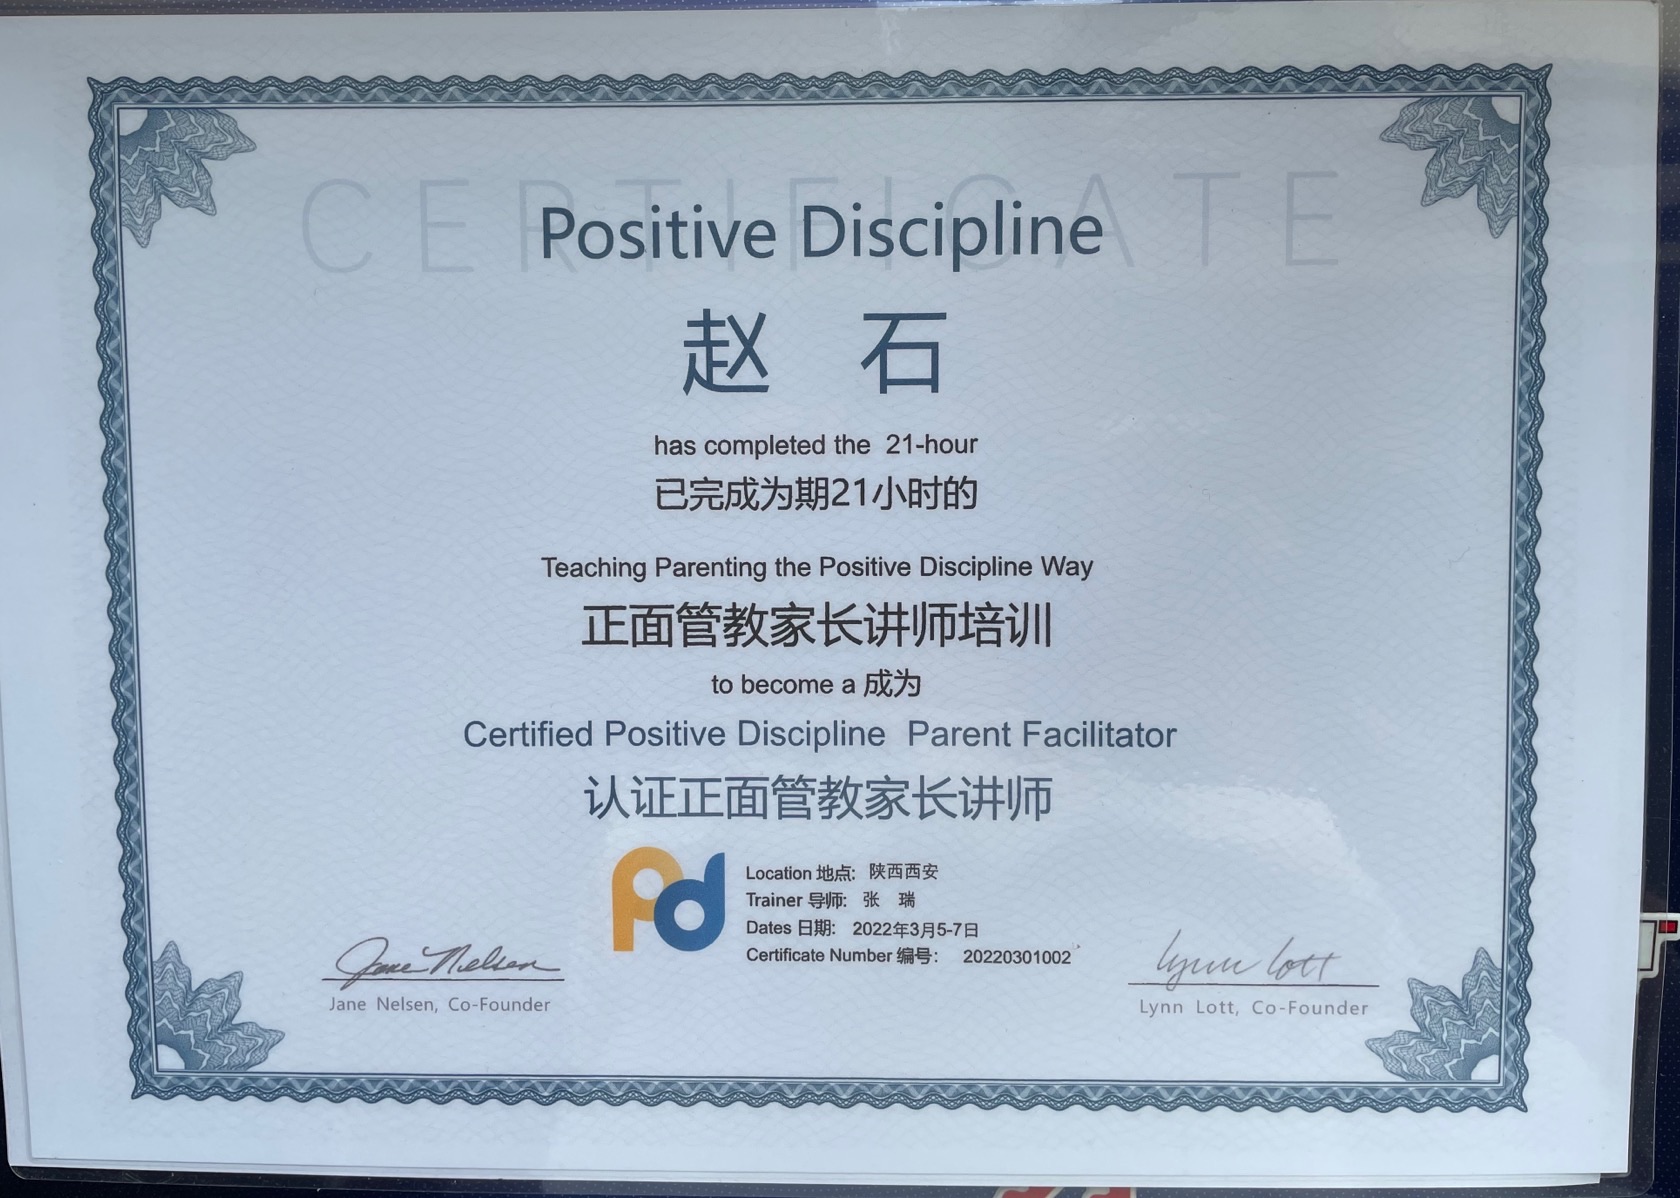 CERTIFICATE
Positive Discipline
赵 石
has completed the 21-hour
已完成为期21小时的
Teaching Parenting the Positive Discipline Way
正面管教家长讲师培训
to become a 成为
Certified Positive Discipline Parent Facilitator
认证正面管教家长讲师
pd
Location 地点: 陕西西安
Trainer 导师: 张 瑞
Dates 日期: 2022年3月5-7日
Certificate Number 编号: 20220301002
Jane Nelsen
Jane Nelsen, Co-Founder
Lynn Lott
Lynn Lott, Co-Founder